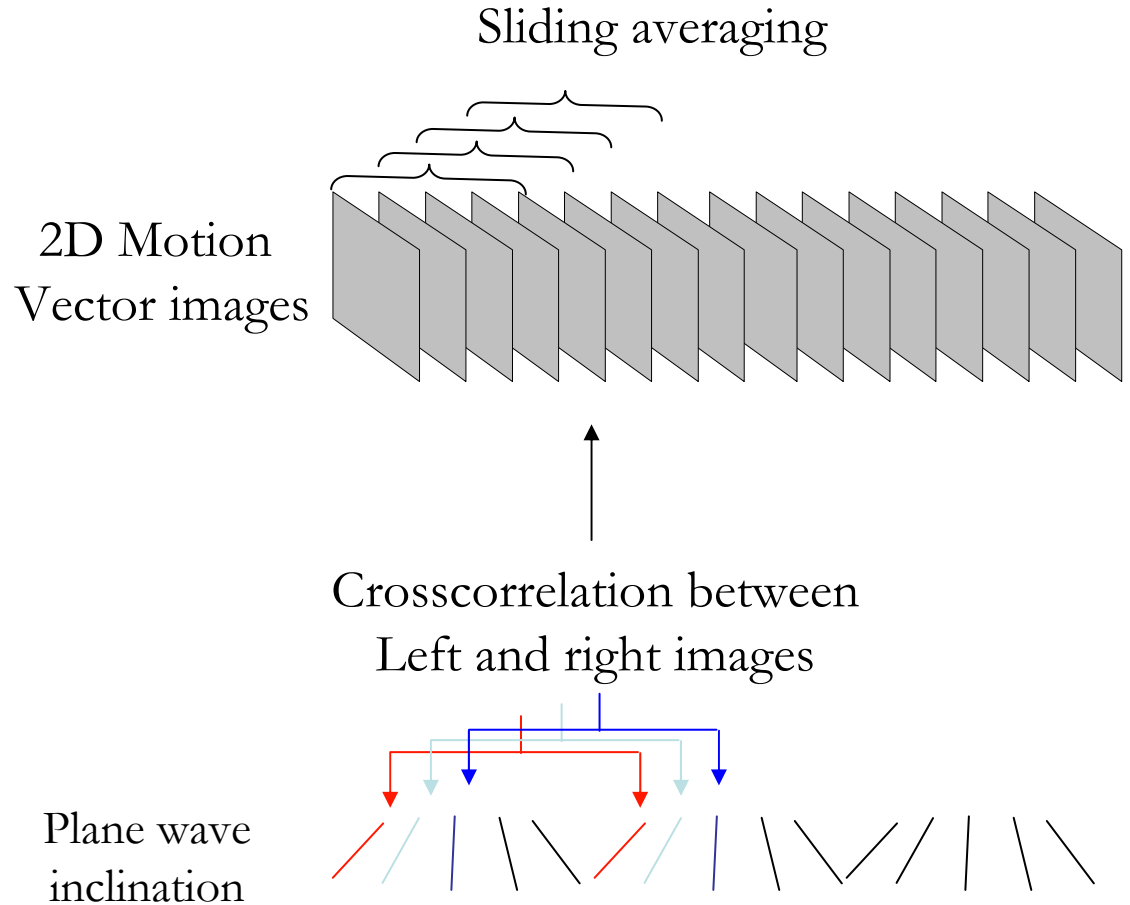 Sliding averaging
2D Motion
Vector images
Crosscorrelation between
Left and right images
Plane wave
inclination